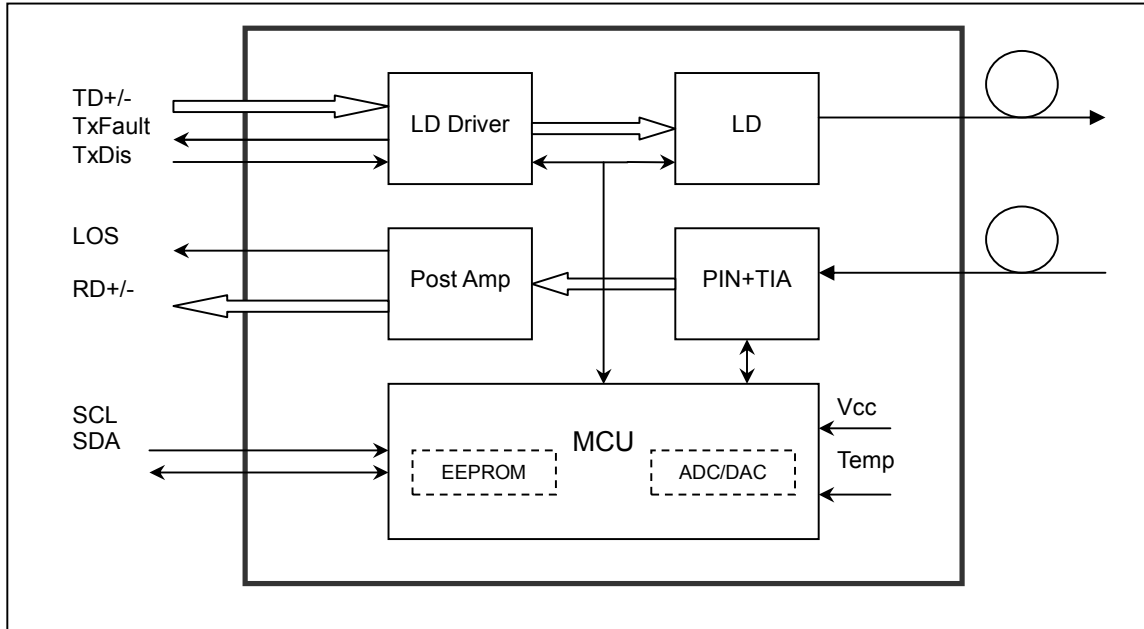 TD+/-
TxFault
TxDis
LD Driver
LD
LOS
RD+/-
Post Amp
PIN+TIA
SCL
SDA
MCU
EEPROM
ADC/DAC
Vcc
Temp